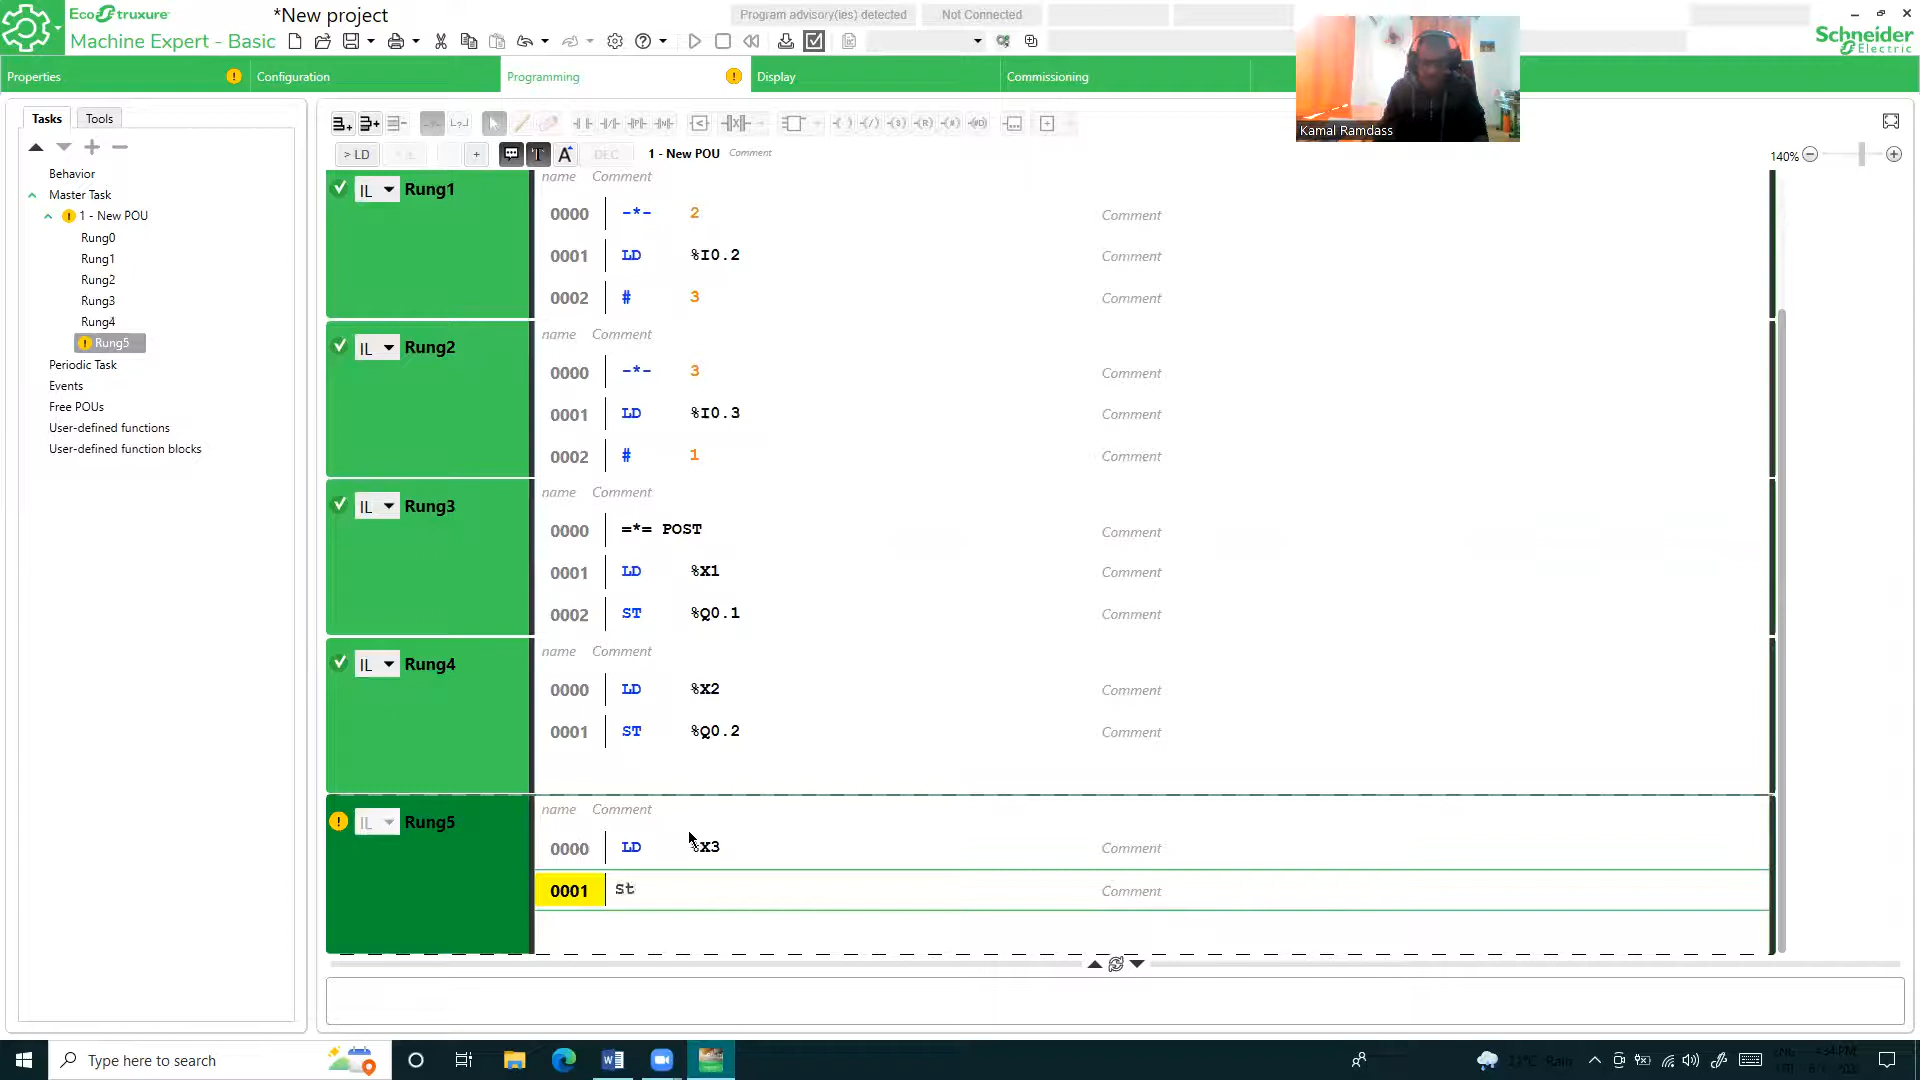 EcoStruxure
Machine Expert - Basic
*New project
Program advisory(ies) detected
Not Connected
Schneider
Electric
Properties
Configuration
Programming
Display
Commissioning
Kamal Ramdass
Tasks
Tools
Behavior
Master Task
1 - New POU
Rung0
Rung1
Rung2
Rung3
Rung4
Rung5
Periodic Task
Events
Free POUs
User-defined functions
User-defined function blocks
> LD
DEC
1 - New POU Comment
140%
IL Rung1
name Comment
0000 -*- 2 Comment
0001 LD %I0.2 Comment
0002 # 3 Comment
IL Rung2
name Comment
0000 -*- 3 Comment
0001 LD %I0.3 Comment
0002 # 1 Comment
IL Rung3
name Comment
0000 =*= POST Comment
0001 LD %X1 Comment
0002 ST %Q0.1 Comment
IL Rung4
name Comment
0000 LD %X2 Comment
0001 ST %Q0.2 Comment
IL Rung5
name Comment
0000 LD %X3 Comment
0001 St Comment
Type here to search